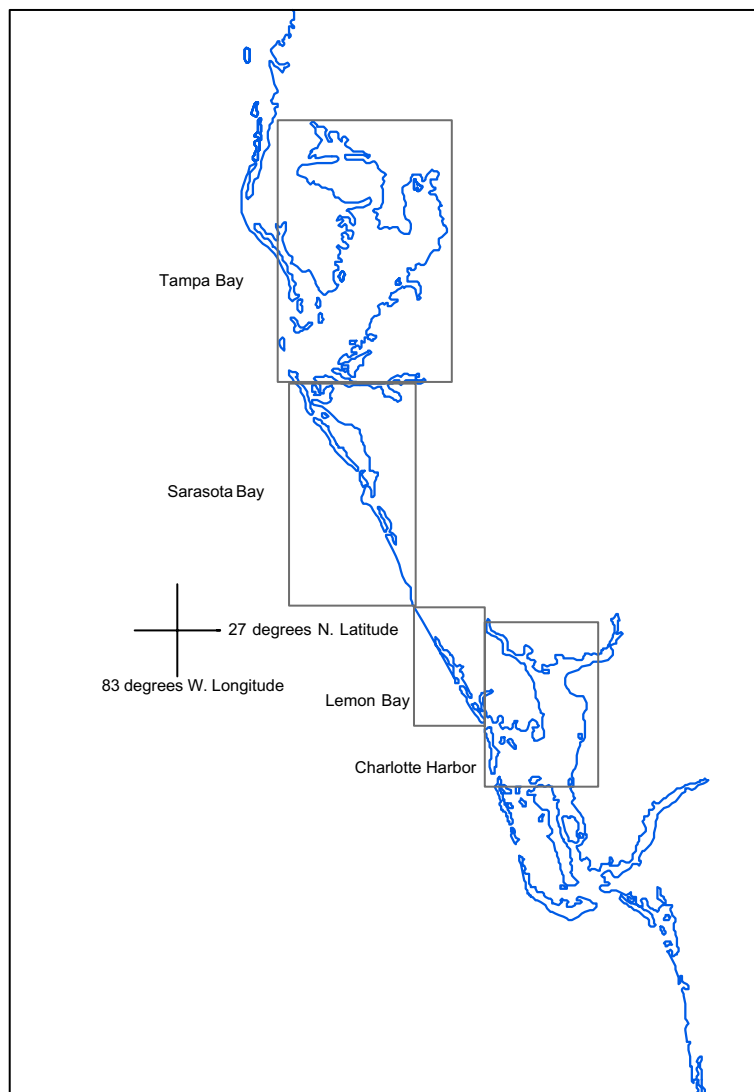 Tampa Bay
Sarasota Bay
27 degrees N. Latitude
83 degrees W. Longitude
Lemon Bay
Charlotte Harbor